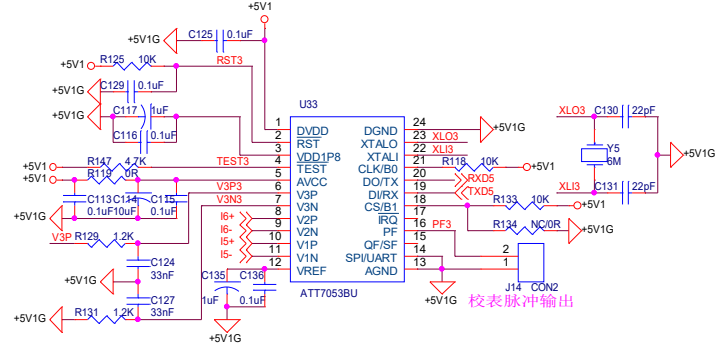 +5V1
+5V1G
C125
0.1uF
+5V1
R125
10K
RST3
+5V1G
C129
0.1uF
+5V1G
C117
1uF
C116
0.1uF
+5V1
R147
4.7K
TEST3
+5V1
R119
0R
C113
C114
C115
0.1uF
10uF
0.1uF
+5V1G
V3P3
V3N3
V3P
R129
1.2K
C124
33nF
+5V1G
C127
33nF
+5V1G
R131
1.2K
I6+
I6-
I5+
I5-
C135
1uF
C136
0.1uF
+5V1G
U33
1 DVDD
2 RST
3 VDD1P8
4 TEST
5 AVCC
6 V3P
7 V3N
8 V2P
9 V2N
10 V1P
11 V1N
12 VREF
24 DGND
23 XTALO
22 XTALI
21 CLK/B0
20 DO/TX
19 DI/RX
18 CS/B1
17 IRQ
16 PF
15 QF/SF
14 SPI/UART
13 AGND
ATT7053BU
+5V1G
XLO3
XLI3
R118
10K
+5V1
RXD5
TXD5
R133
10K
+5V1
R134
NC/0R
+5V1G
PF3
2
1
J14
CON2
+5V1G
校表脉冲输出
XLO3
C130
22pF
Y5
6M
+5V1G
XLI3
C131
22pF